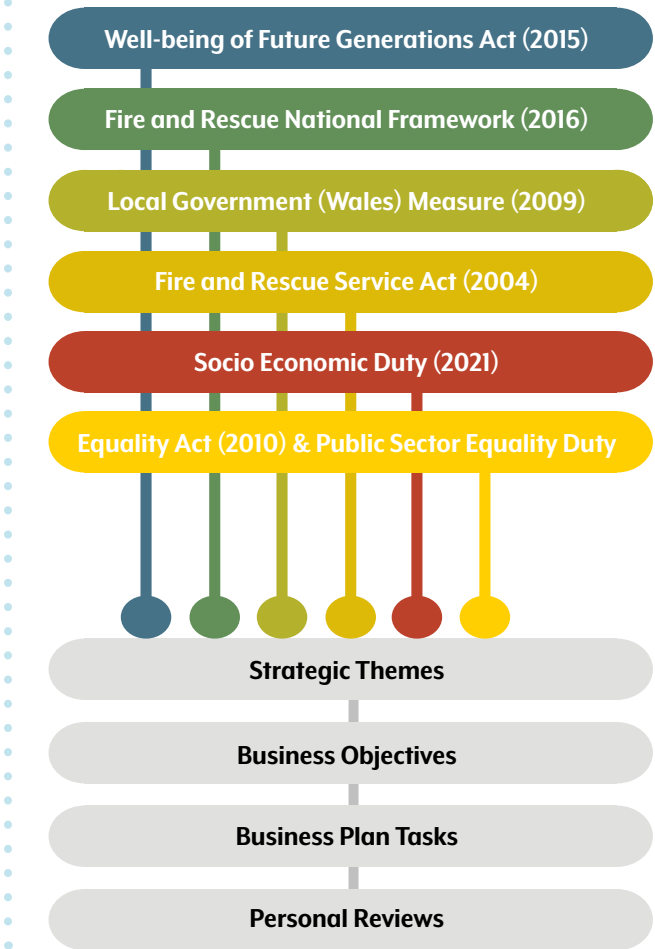 Well-being of Future Generations Act (2015)
Fire and Rescue National Framework (2016)
Local Government (Wales) Measure (2009)
Fire and Rescue Service Act (2004)
Socio Economic Duty (2021)
Equality Act (2010) & Public Sector Equality Duty
Strategic Themes
Business Objectives
Business Plan Tasks
Personal Reviews